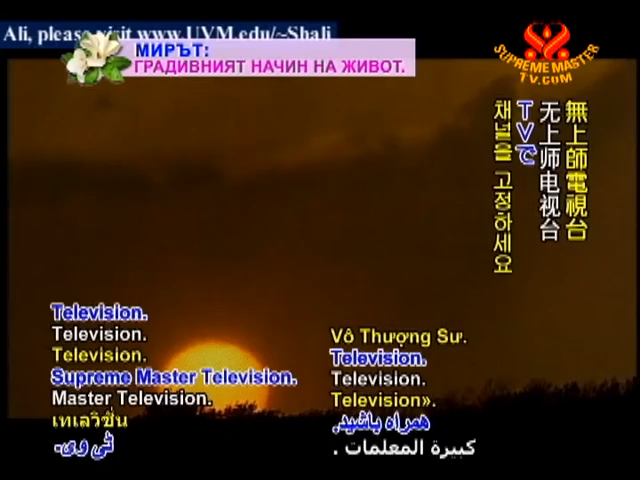 Ali, please visit www.UVM.edu/~Shali
МИРЪТ:
ГРАДИВНИЯТ НАЧИН НА ЖИВОТ.
SUPREME MASTER
TV.COM
無上師電視台
无上师电视台
TVで
채널을 고정하세요
Television.
Television.
Television.
Supreme Master Television.
Master Television.
เทเลวิชั่น
ٹی وی.
Vô Thượng Sư.
Television.
Television.
Television».
همراه باشید.
كبيرة المعلمات .